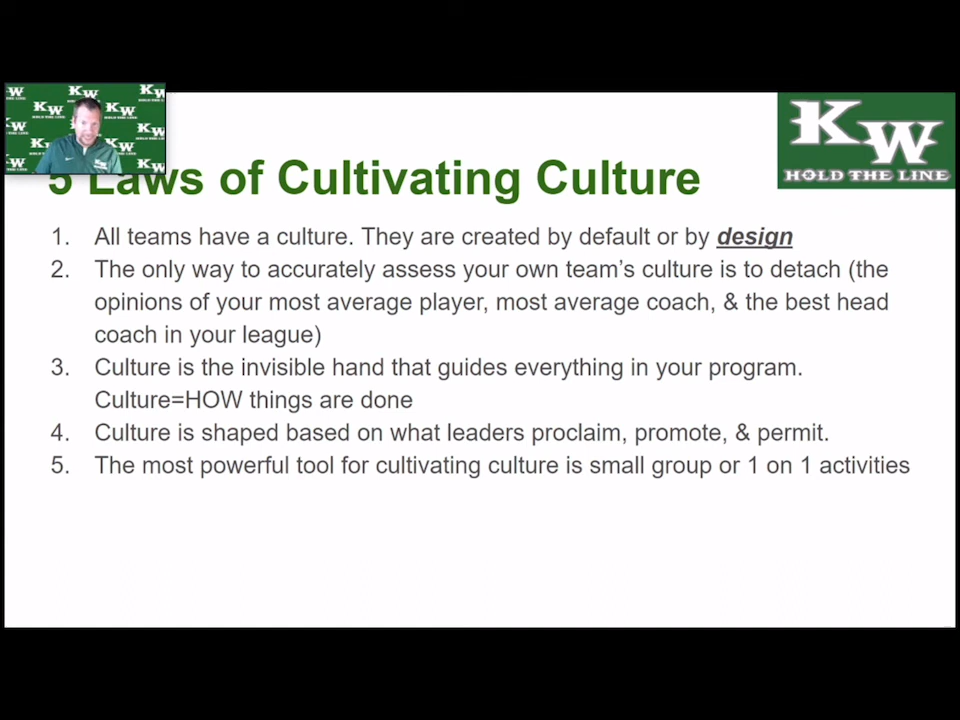 5 Laws of Cultivating Culture
KW
HOLD THE LINE
1. All teams have a culture. They are created by default or by design
2. The only way to accurately assess your own team's culture is to detach (the
opinions of your most average player, most average coach, & the best head
coach in your league)
3. Culture is the invisible hand that guides everything in your program.
Culture=HOW things are done
4. Culture is shaped based on what leaders proclaim, promote, & permit.
5. The most powerful tool for cultivating culture is small group or 1 on 1 activities